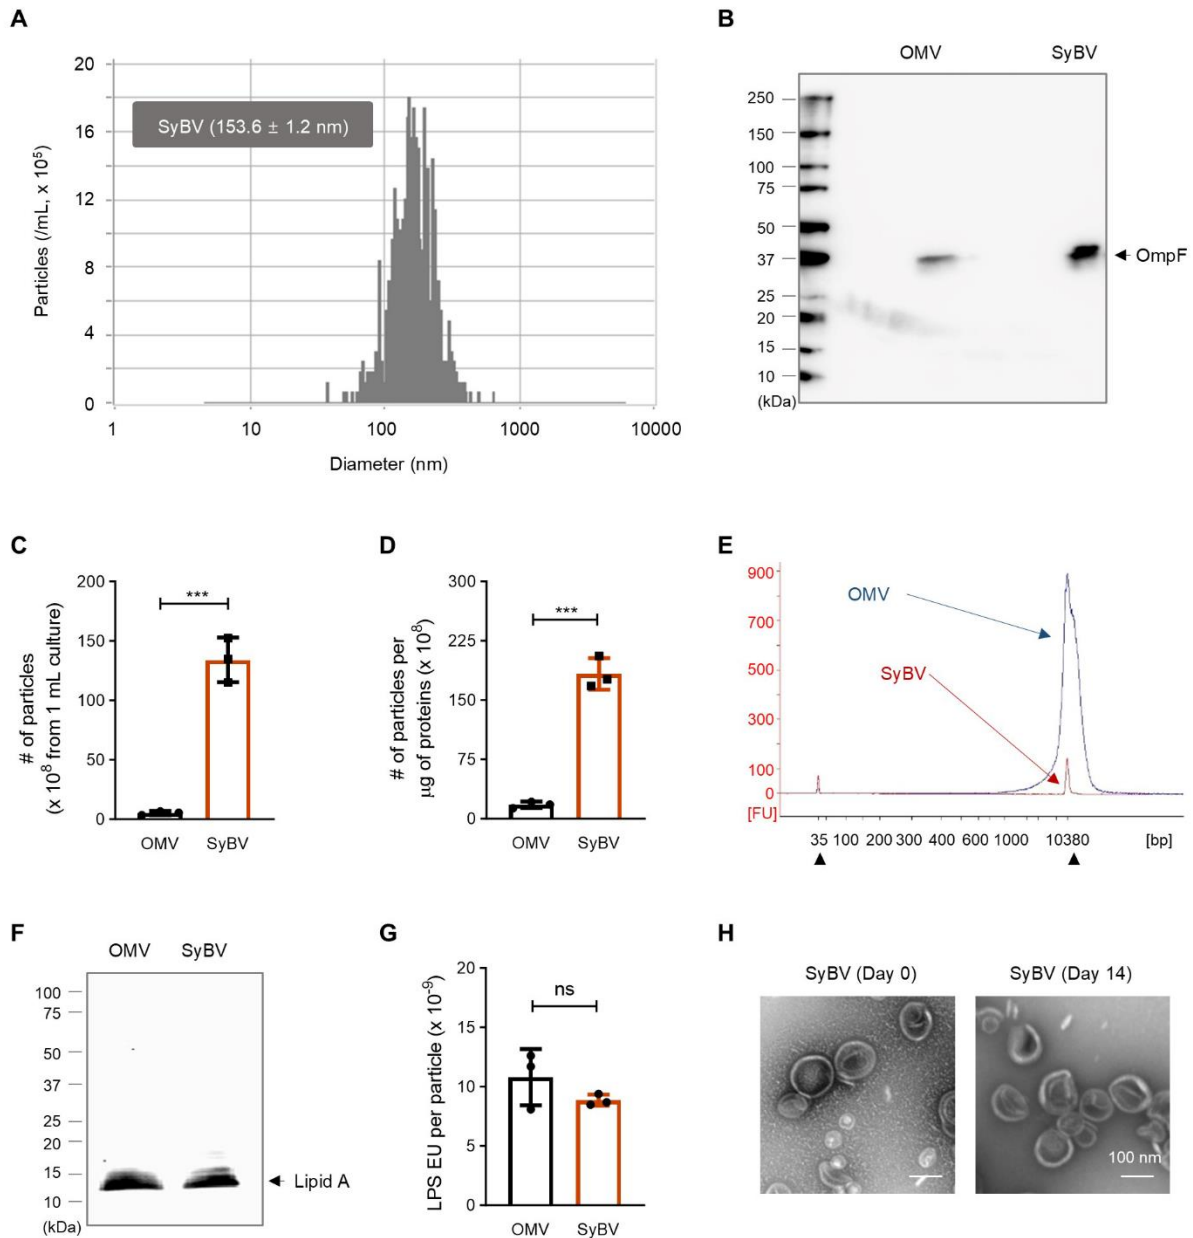 A
20
16
12
8
4
0
Particles (/mL, x 10⁵)
SyBV (153.6 ± 1.2 nm)
1 10 100 1000 10000
Diameter (nm)
B
OMV SyBV
250
150
100
75
50
37
25
20
15
10
(kDa)
OmpF
C
200
150
100
50
0
# of particles
(x 10⁸ from 1 mL culture)
***
OMV SyBV
D
300
225
150
75
0
# of particles per
µg of proteins (x 10⁸)
***
OMV SyBV
E
900
700
500
300
100
0
[FU]
OMV
SyBV
35 100 200 300 400 600 1000 10380 [bp]
F
OMV SyBV
100
75
50
37
25
20
15
10
(kDa)
Lipid A
G
20
15
10
5
0
LPS EU per particle (x 10⁻⁹)
ns
OMV SyBV
H
SyBV (Day 0) SyBV (Day 14)
100 nm